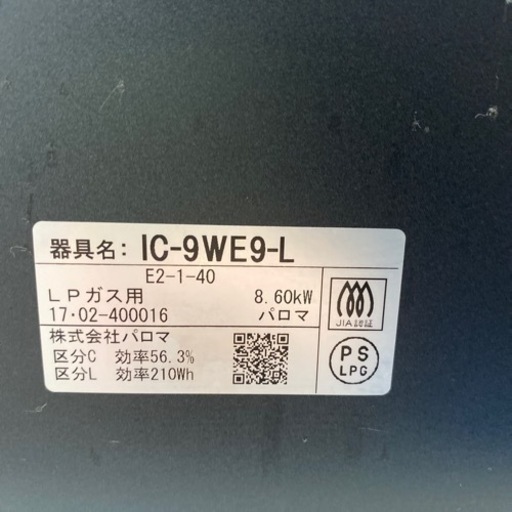 器具名: IC-9WE9-L
E2-1-40
LPガス用 8.60kW
17・02-400016 パロマ
JIA認証
株式会社パロマ
区分C 効率56.3%
区分L 効率210Wh
PS
LPG